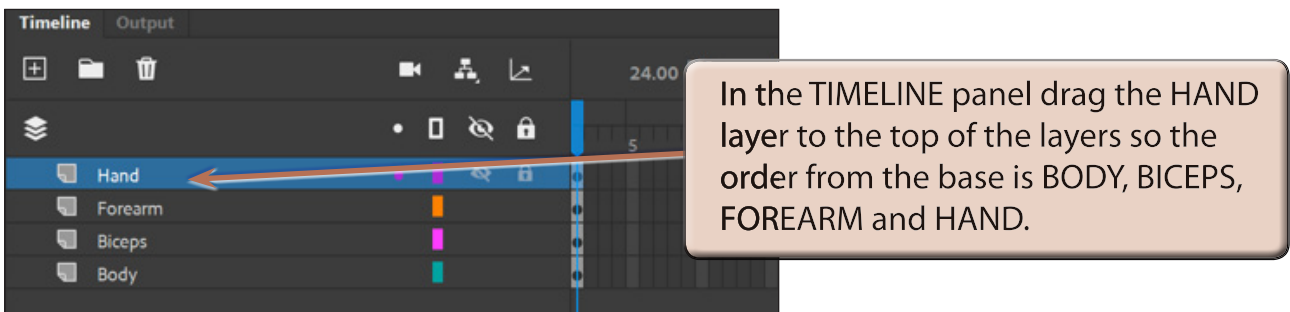 Timeline Output
24.00
5
Hand
Forearm
Biceps
Body
In the TIMELINE panel drag the HAND
layer to the top of the layers so the
order from the base is BODY, BICEPS,
FOREARM and HAND.